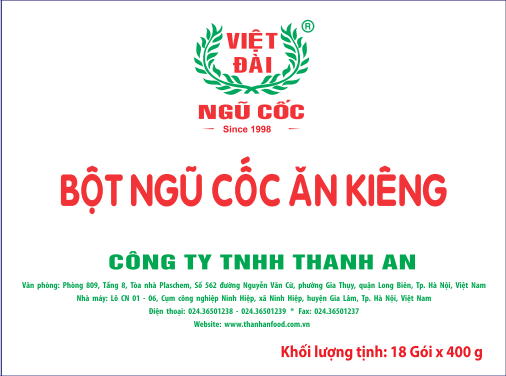 VIỆT
ĐÀI
®
NGŨ CỐC
Since 1998
BỘT NGŨ CỐC ĂN KIÊNG
CÔNG TY TNHH THANH AN
Văn phòng: Phòng 809, Tầng 8, Tòa nhà Plaschem, Số 562 đường Nguyễn Văn Cừ, phường Gia Thụy, quận Long Biên, Tp. Hà Nội, Việt Nam
Nhà máy: Lô CN 01 - 06, Cụm công nghiệp Ninh Hiệp, xã Ninh Hiệp, huyện Gia Lâm, Tp. Hà Nội, Việt Nam
Điện thoại: 024.36501238 - 024.36501239 * Fax: 024.36501237
Website: www.thanhanfood.com.vn
Khối lượng tịnh: 18 Gói x 400 g